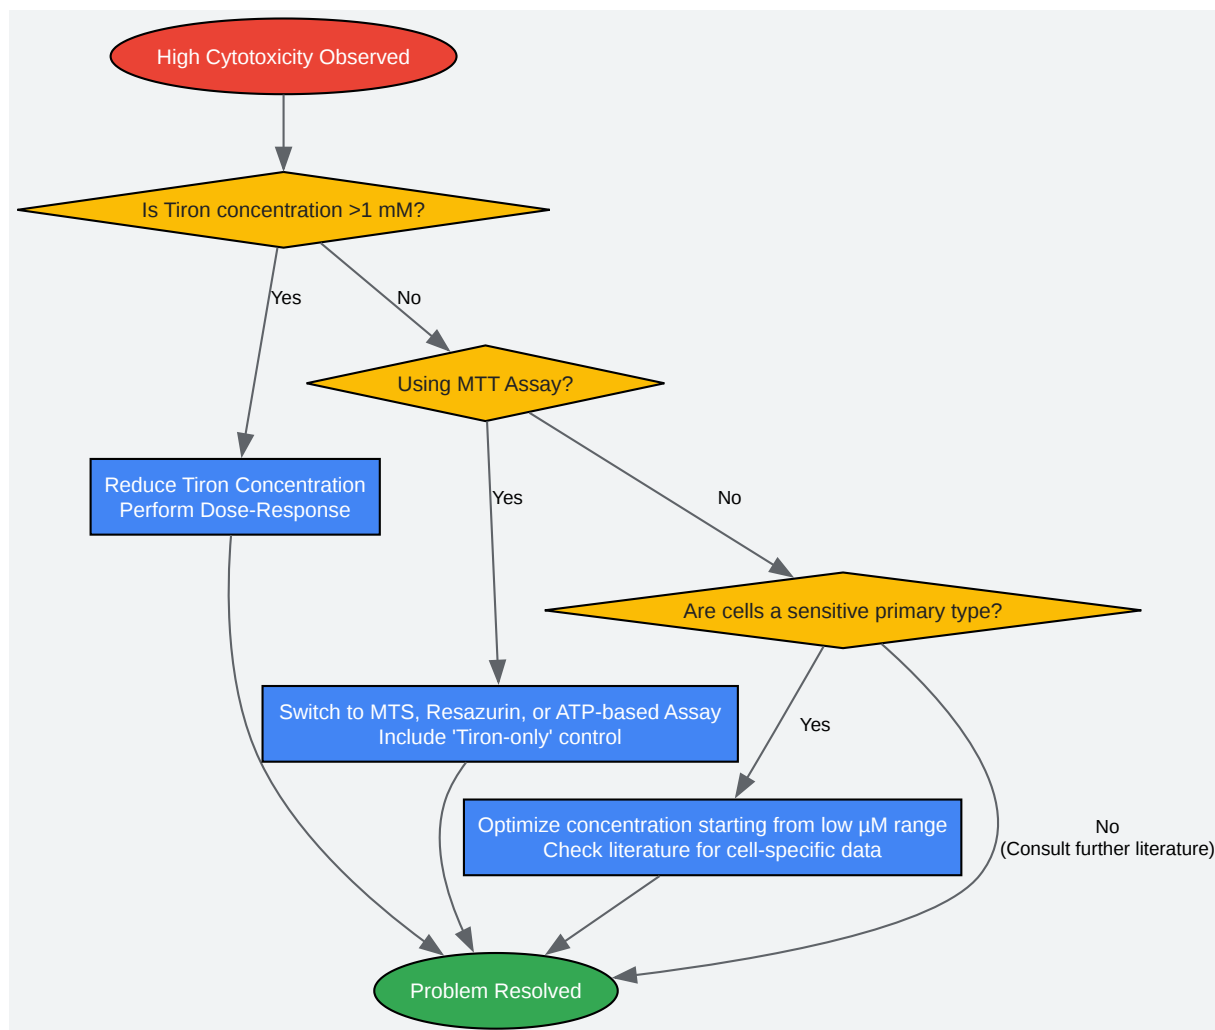 High Cytotoxicity Observed
Is Tiron concentration >1 mM?
Yes
No
Using MTT Assay?
Reduce Tiron Concentration
Perform Dose-Response
Yes
No
Are cells a sensitive primary type?
Switch to MTS, Resazurin, or ATP-based Assay
Include 'Tiron-only' control
Yes
Optimize concentration starting from low µM range
Check literature for cell-specific data
No
(Consult further literature)
Problem Resolved